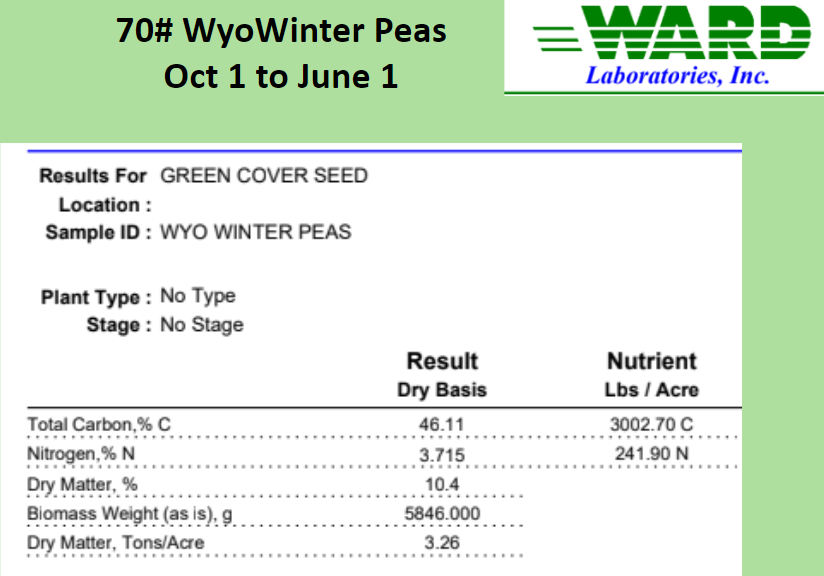 70# WyoWinter Peas
Oct 1 to June 1
WARD
Laboratories, Inc.
Results For GREEN COVER SEED
Location :
Sample ID : WYO WINTER PEAS
Plant Type : No Type
Stage : No Stage
Result Nutrient
Dry Basis Lbs / Acre
Total Carbon,% C 46.11 3002.70 C
Nitrogen,% N 3.715 241.90 N
Dry Matter, % 10.4
Biomass Weight (as is), g 5846.000
Dry Matter, Tons/Acre 3.26